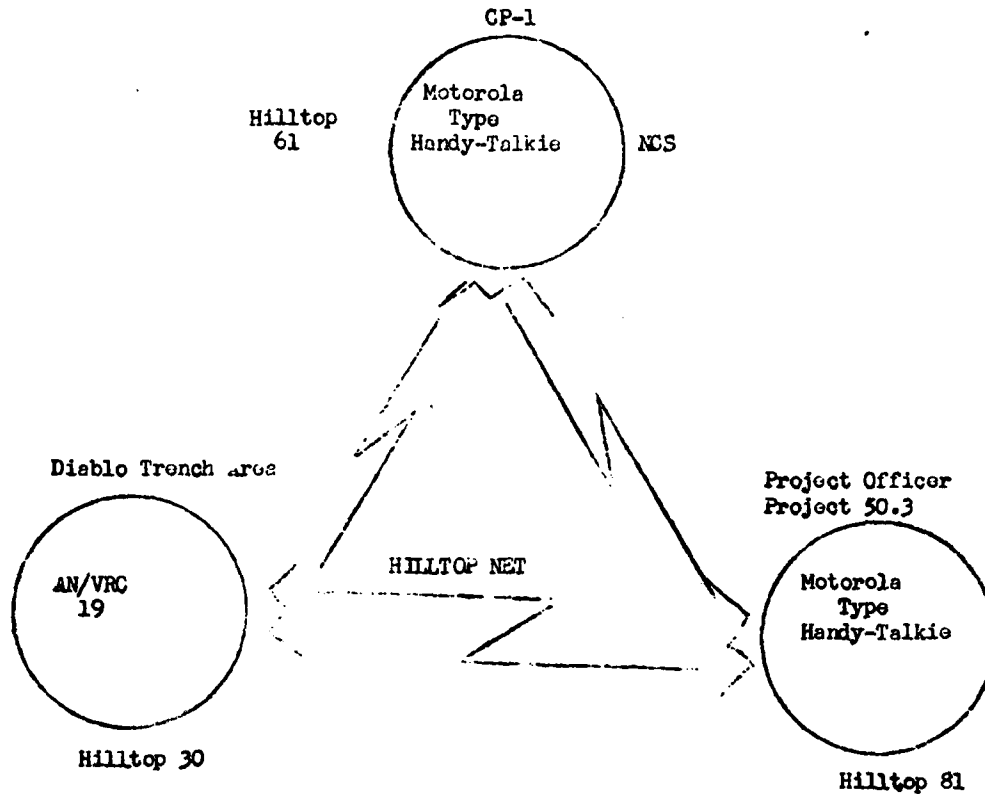 CP-1
Hilltop
61
Motorola
Type
Handy-Talkie
NCS
Diablo Trench Area
Project Officer
Project 50.3
AN/VRC
19
HILLTOP NET
Motorola
Type
Handy-Talkie
Hilltop 30
Hilltop 81